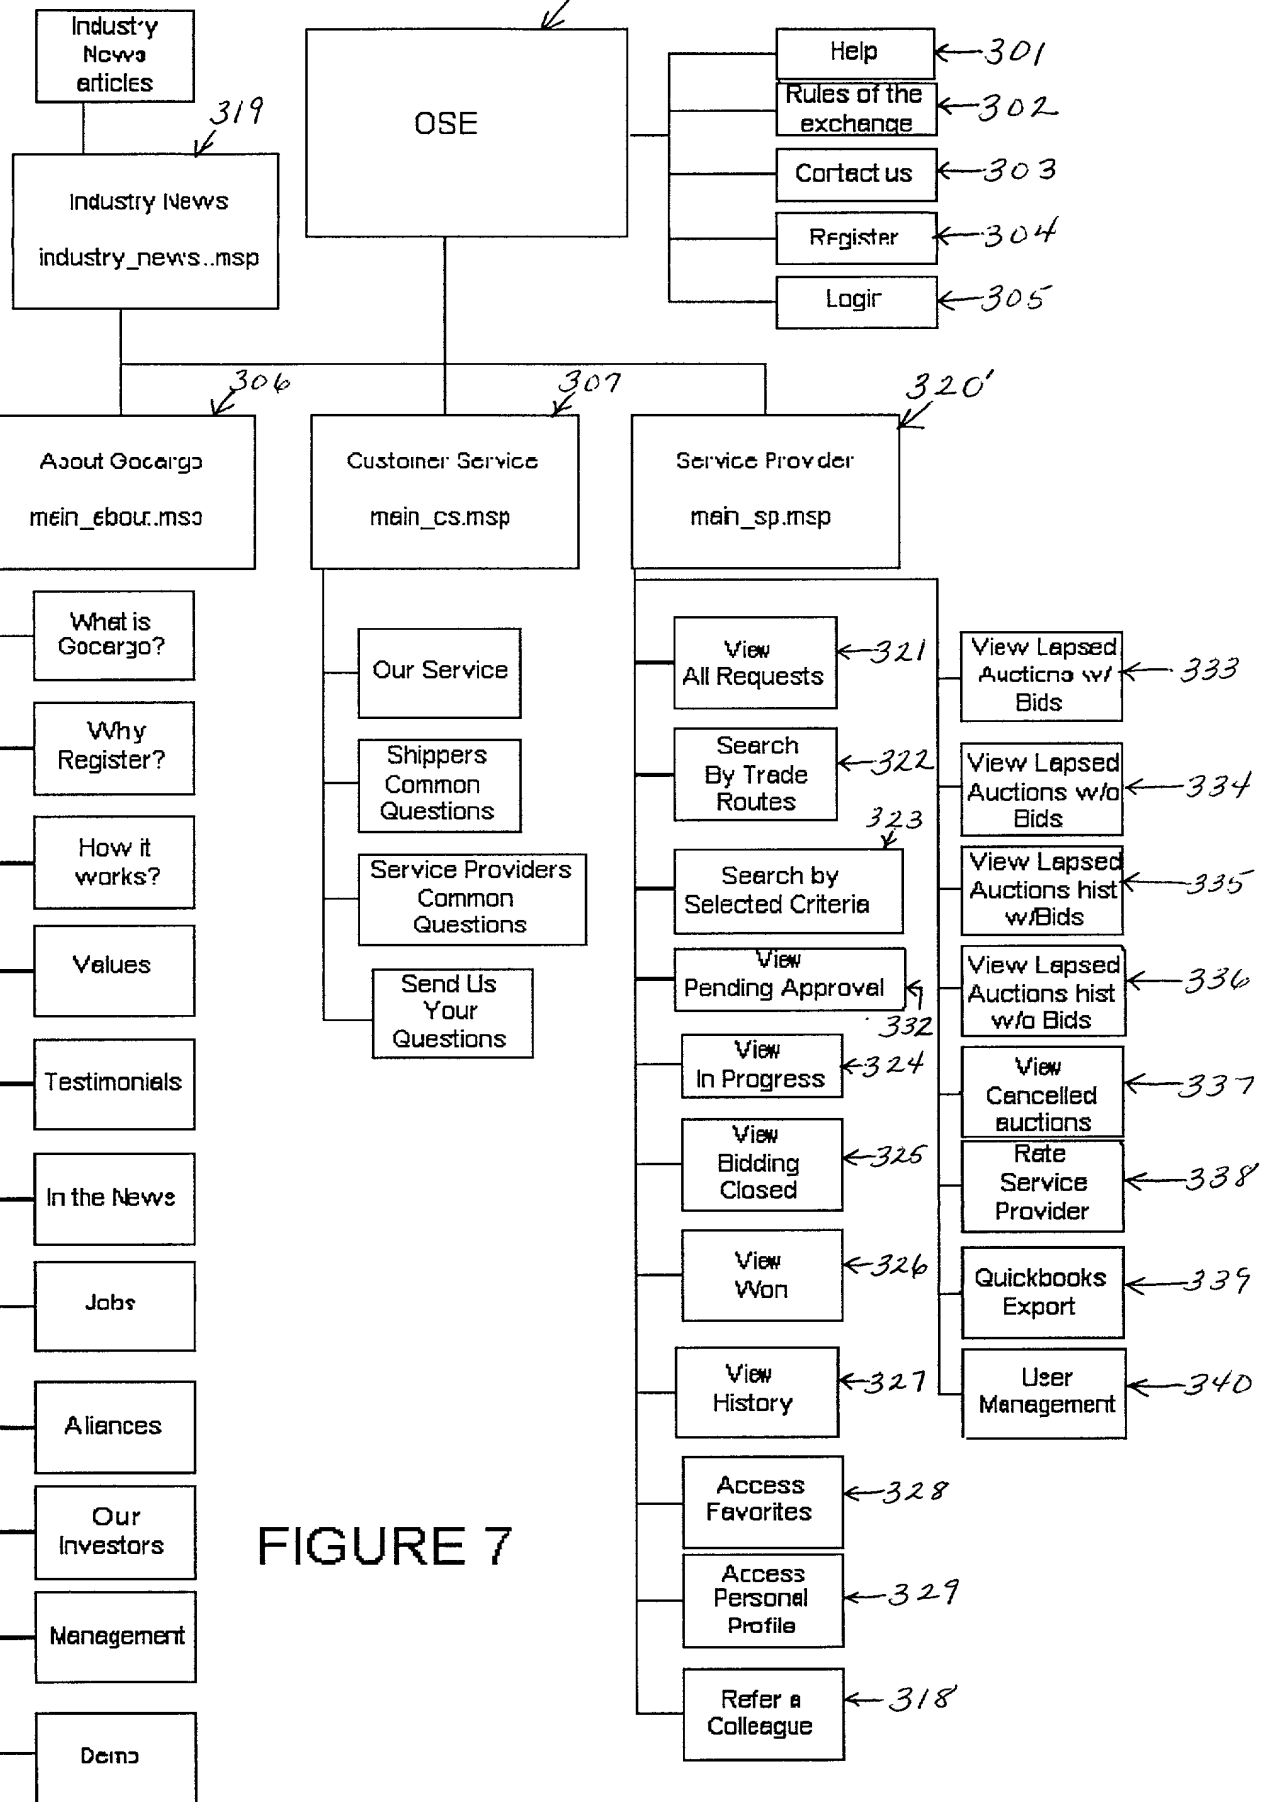 Industry
News
articles
319
Industry News
industry_news..msp
OSE
Help
301
Rules of the
exchange
302
Contact us
303
Register
304
Login
305
306
About Gocargo
main_about.msp
307
Customer Service
main_cs.msp
320'
Service Provider
main_sp.msp
What is
Gocargo?
Why
Register?
How it
works?
Values
Testimonials
In the News
Jobs
Aliances
Our
Investors
Management
Demo
Our Service
Shippers
Common
Questions
Service Providers
Common
Questions
Send Us
Your
Questions
View
All Requests
321
Search
By Trade
Routes
322
323
Search by
Selected Criteria
View
Pending Approval
332
View
In Progress
324
View
Bidding
Closed
325
View
Won
326
View
History
327
Access
Favorites
328
Access
Personal
Profile
329
Refer a
Colleague
318
View Lapsed
Auctions w/
Bids
333
View Lapsed
Auctions w/o
Bids
334
View Lapsed
Auctions hist
w/Bids
335
View Lapsed
Auctions hist
w/o Bids
336
View
Cancelled
auctions
337
Rate
Service
Provider
338
Quickbooks
Export
339
User
Management
340
FIGURE 7